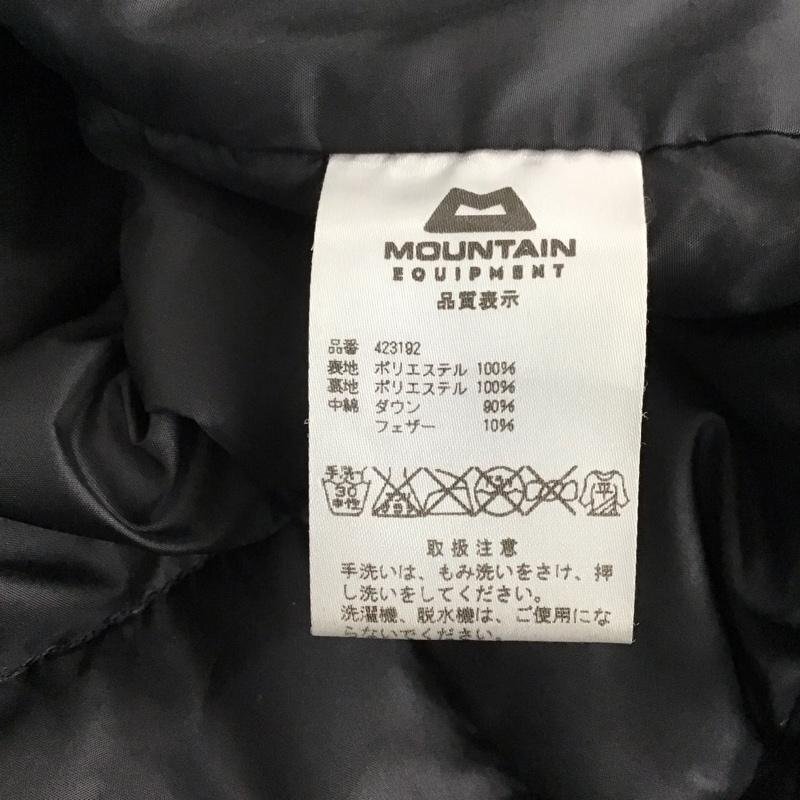 MOUNTAIN
EQUIPMENT
品質表示
品番 423192
表地 ポリエステル 100%
裏地 ポリエステル 100%
中綿 ダウン 90%
フェザー 10%
手洗イ
30
中性
平
取扱注意
手洗いは、もみ洗いをさけ、押
し洗いをしてください。
洗濯機、脱水機は、ご使用にな
らないでください。